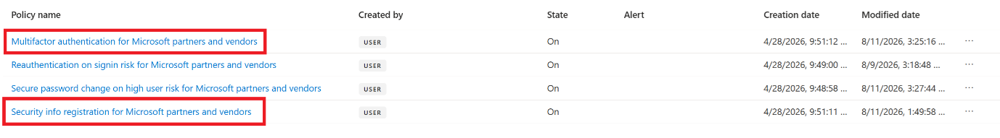 Policy name Created by State Alert Creation date Modified date
Multifactor authentication for Microsoft partners and vendors USER On 4/28/2026, 9:51:12 ... 8/11/2026, 3:25:16 ... ...
Reauthentication on signin risk for Microsoft partners and vendors USER On 4/28/2026, 9:49:00 ... 8/9/2026, 3:18:48 ... ...
Secure password change on high user risk for Microsoft partners and vendors USER On 4/28/2026, 9:48:58 ... 8/11/2026, 3:27:44 ... ...
Security info registration for Microsoft partners and vendors USER On 4/28/2026, 9:51:11 ... 8/11/2026, 1:49:58 ... ...